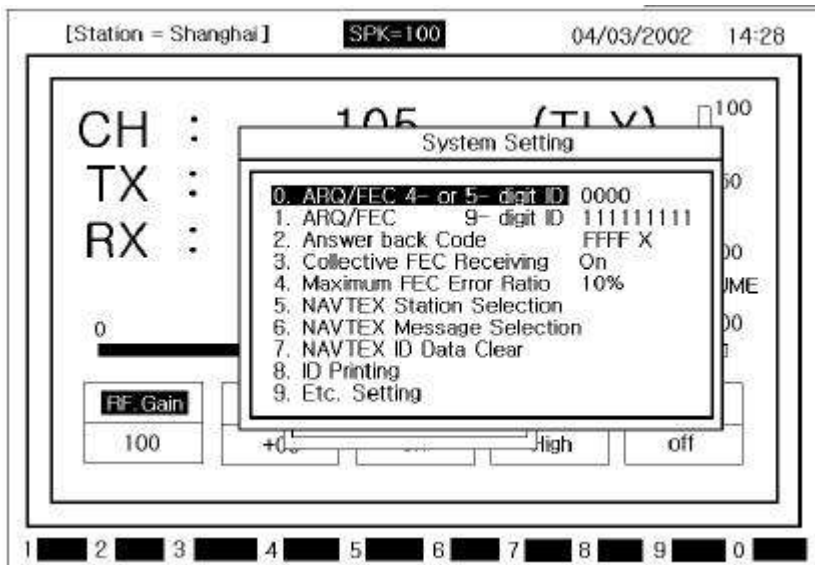 [Station = Shanghai] SPK=100 04/03/2002 14:28
CH : 105 (TLX) 100
System Setting
TX :
0. ARQ/FEC 4- or 5- digit ID 0000
1. ARQ/FEC 9- digit ID 111111111
RX :
2. Answer back Code FFFF X
3. Collective FEC Receiving On
4. Maximum FEC Error Ratio 10%
5. NAVTEX Station Selection
6. NAVTEX Message Selection
0
7. NAVTEX ID Data Clear
8. ID Printing
9. Etc. Setting
RF. Gain
100 High off
1 2 3 4 5 6 7 8 9 0